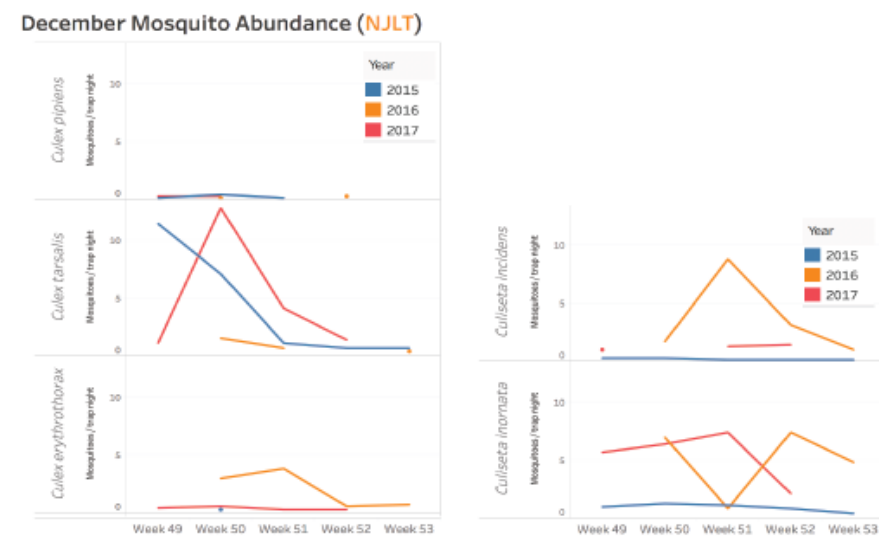 December Mosquito Abundance (NJLT)
Year
2015
2016
2017
Culex pipiens
Mosquitoes / trap night
10
5
0
Culex tarsalis
Mosquitoes / trap night
10
5
0
Culex erythrothorax
Mosquitoes / trap night
10
5
0
Week 49 Week 50 Week 51 Week 52 Week 53
Year
2015
2016
2017
Culiseta incidens
Mosquitoes / trap night
10
5
0
Culiseta inornata
Mosquitoes / trap night
10
5
0
Week 49 Week 50 Week 51 Week 52 Week 53